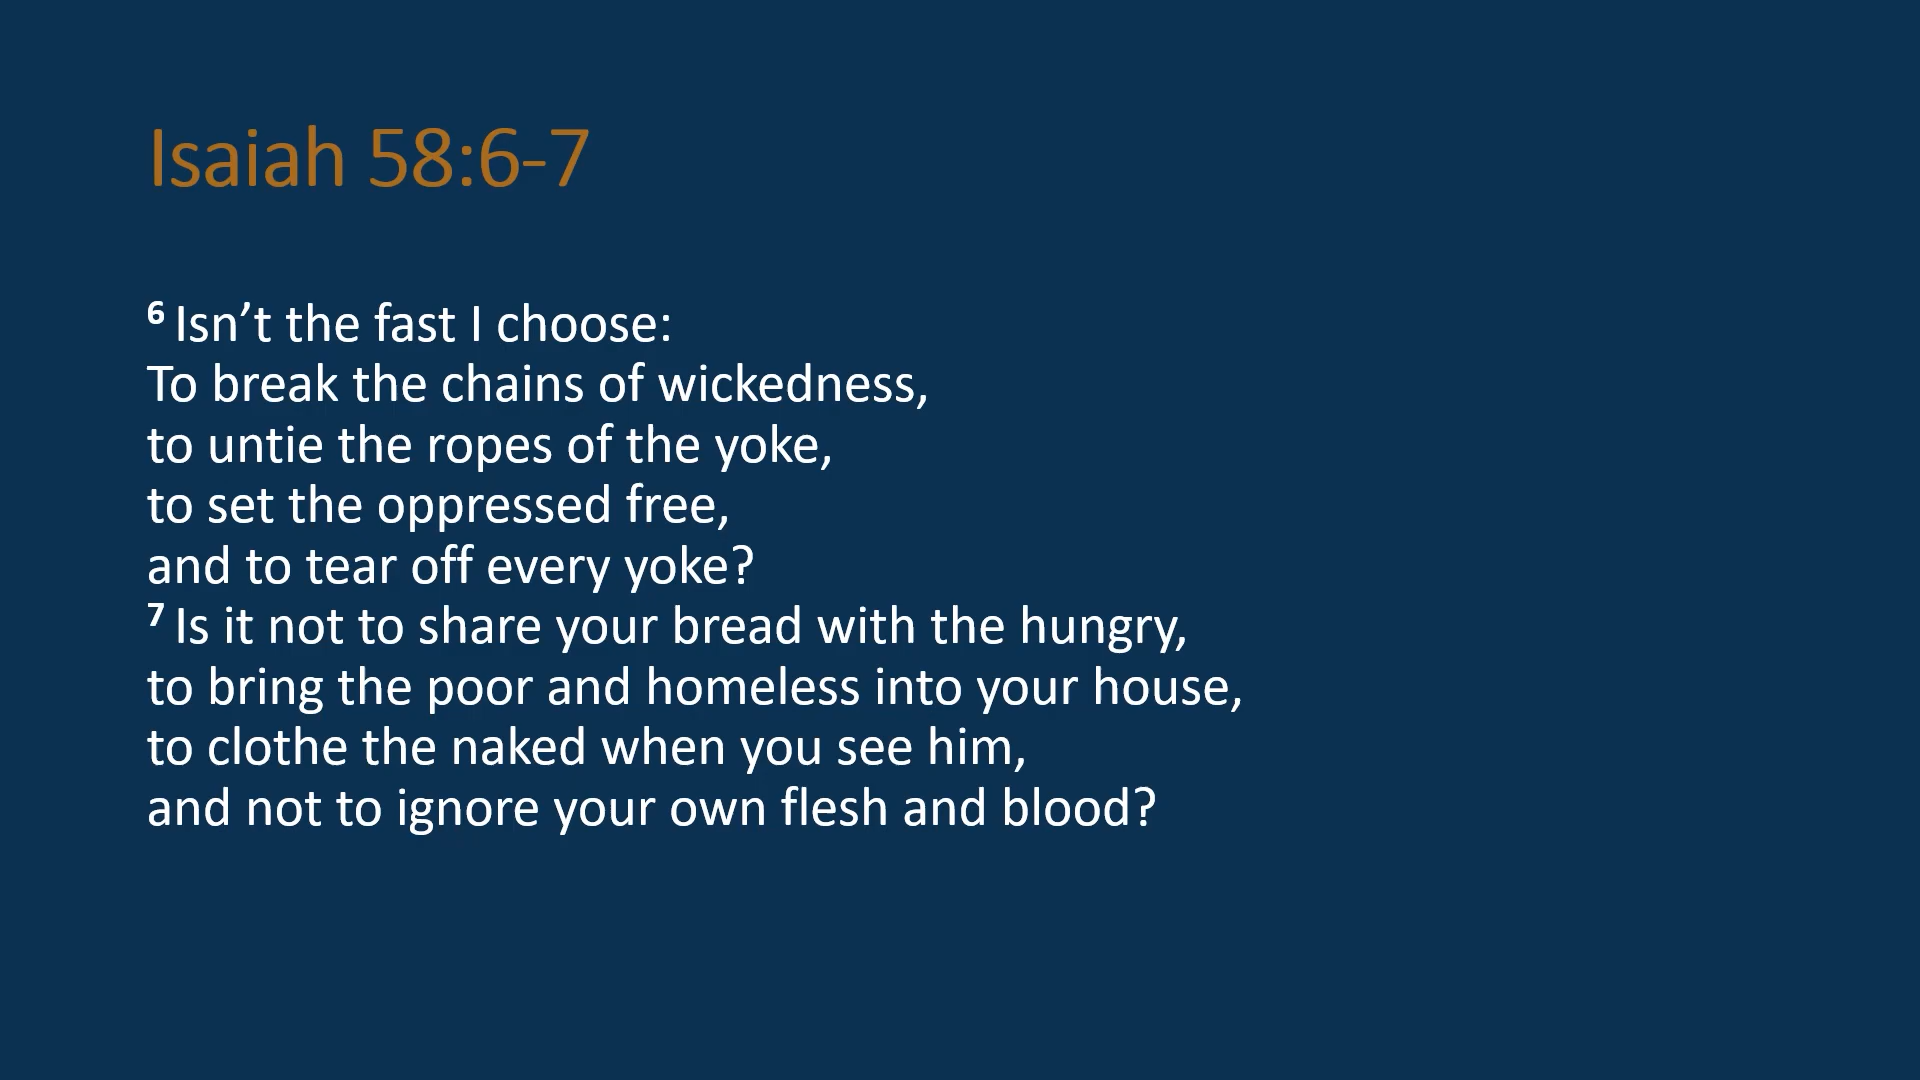 Isaiah 58:6-7
6 Isn’t the fast I choose:
To break the chains of wickedness,
to untie the ropes of the yoke,
to set the oppressed free,
and to tear off every yoke?
7 Is it not to share your bread with the hungry,
to bring the poor and homeless into your house,
to clothe the naked when you see him,
and not to ignore your own flesh and blood?